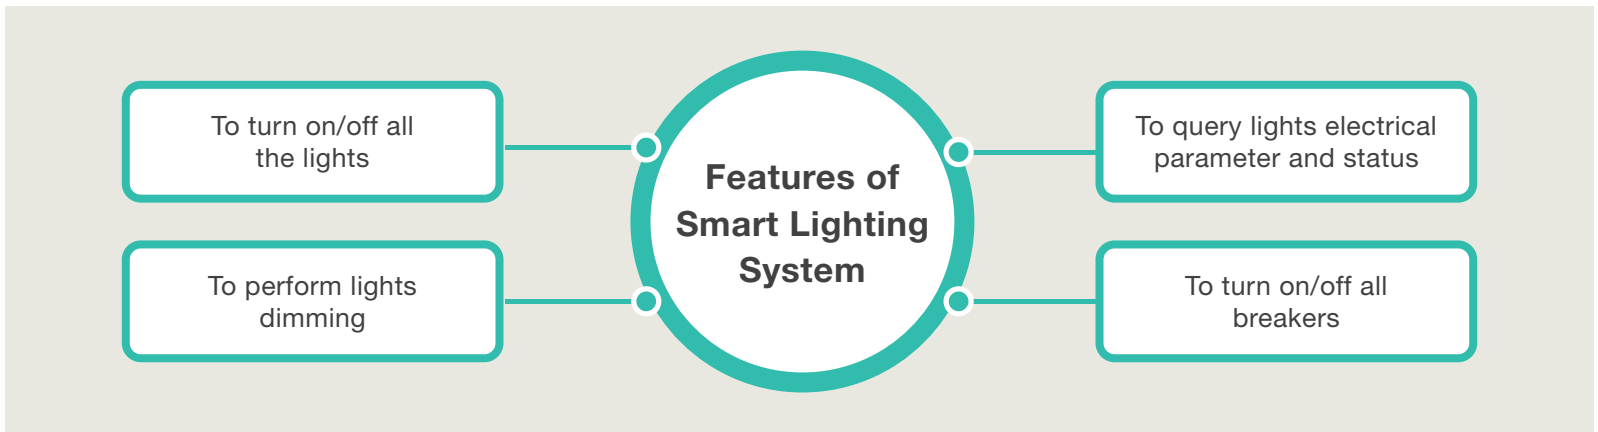 To turn on/off all
the lights
To perform lights
dimming
Features of
Smart Lighting
System
To query lights electrical
parameter and status
To turn on/off all
breakers